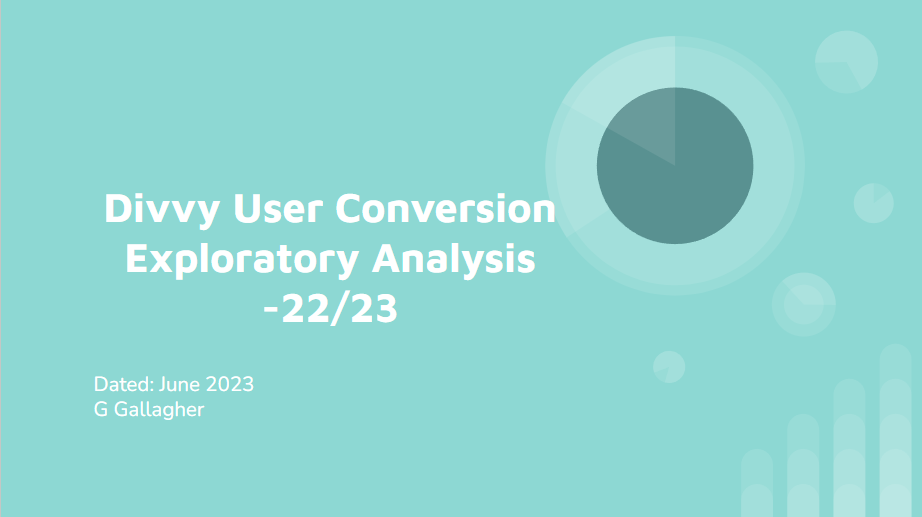 Divvy User Conversion
Exploratory Analysis
-22/23
Dated: June 2023
G Gallagher